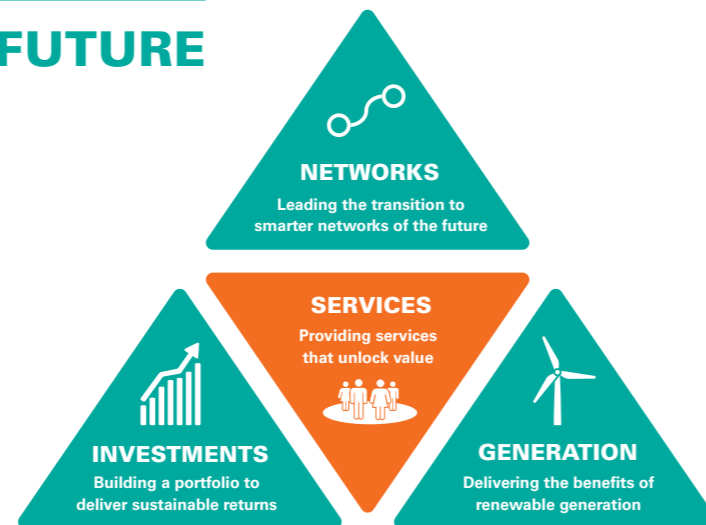 FUTURE
NETWORKS
Leading the transition to
smarter networks of the future
SERVICES
Providing services
that unlock value
INVESTMENTS
Building a portfolio to
deliver sustainable returns
GENERATION
Delivering the benefits of
renewable generation